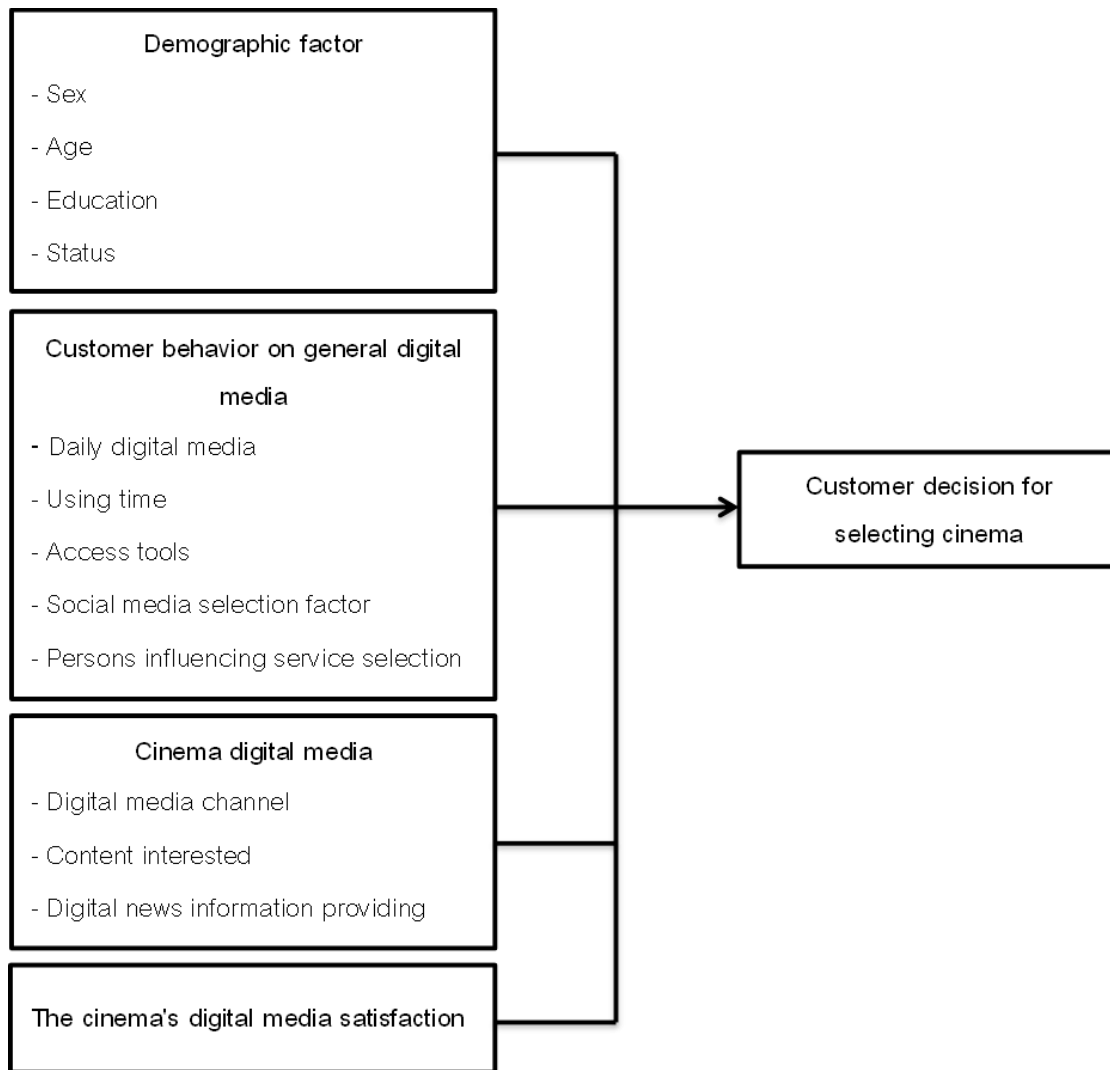 Demographic factor
- Sex
- Age
- Education
- Status
Customer behavior on general digital
media
- Daily digital media
- Using time
- Access tools
- Social media selection factor
- Persons influencing service selection
Cinema digital media
- Digital media channel
- Content interested
- Digital news information providing
The cinema's digital media satisfaction
Customer decision for
selecting cinema